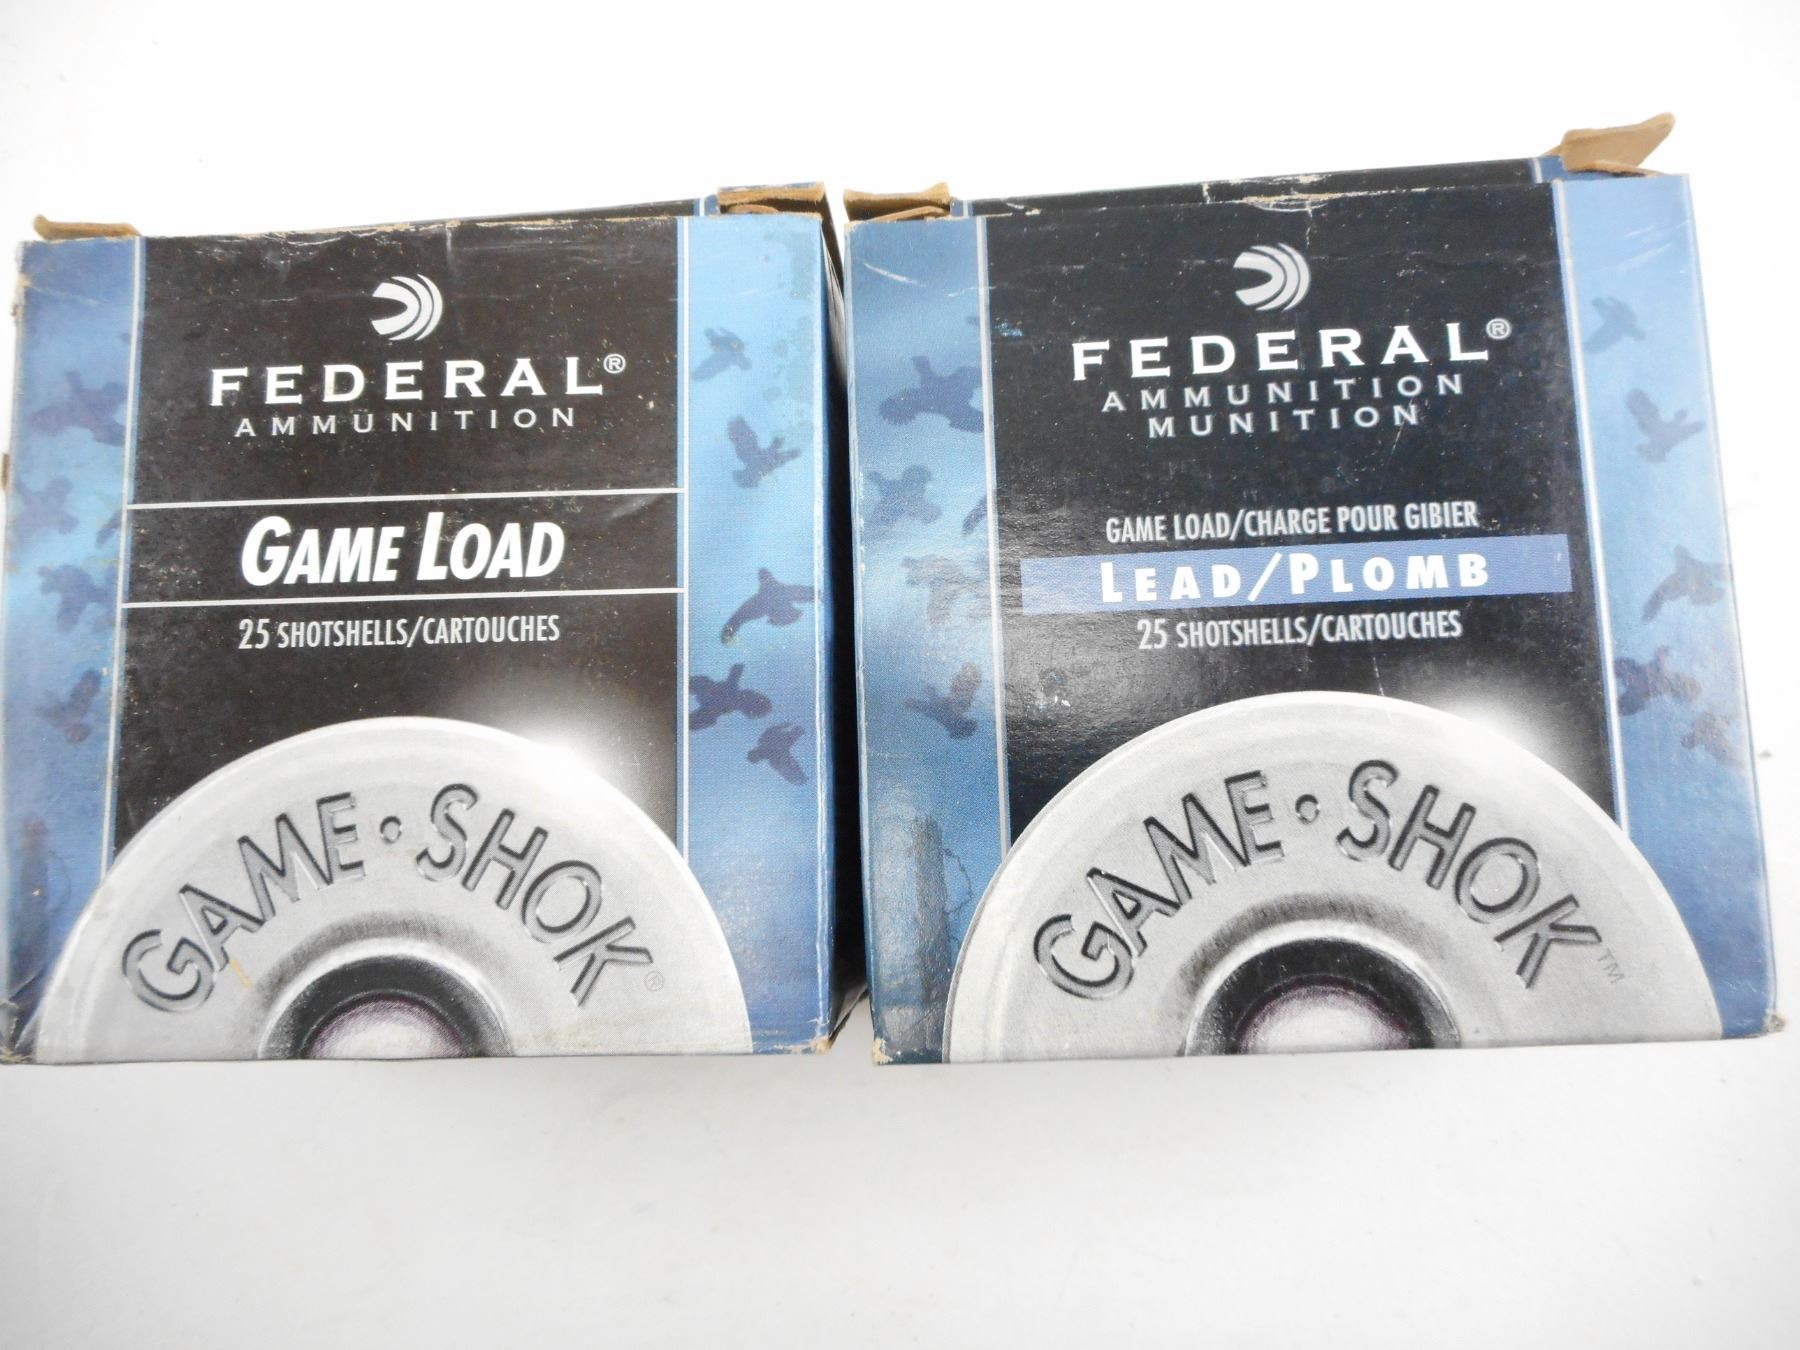 FEDERAL®
AMMUNITION
GAME LOAD
25 SHOTSHELLS/CARTOUCHES
GAME·SHOK®
FEDERAL®
AMMUNITION
MUNITION
GAME LOAD/CHARGE POUR GIBIER
LEAD/PLOMB
25 SHOTSHELLS/CARTOUCHES
GAME·SHOK™